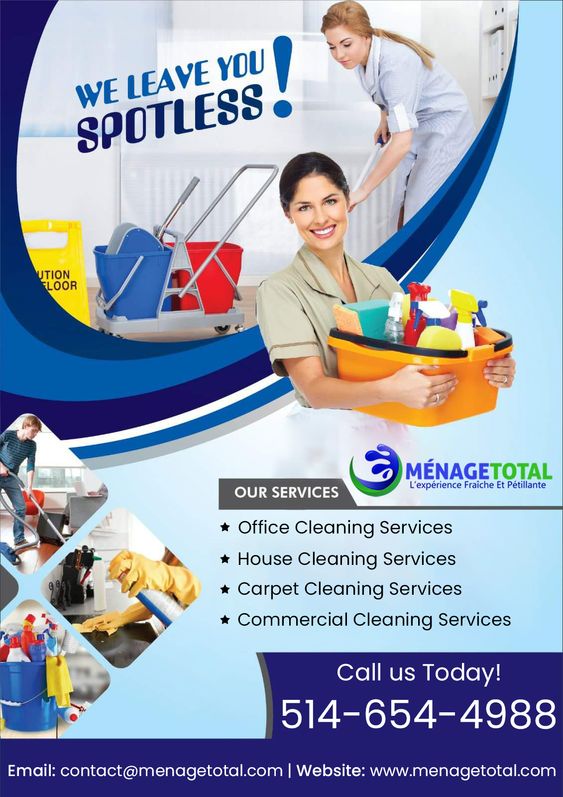 WE LEAVE YOU
SPOTLESS!
UTION
LOOR
MÉNAGETOTAL
L'expérience Fraîche Et Pétillante
OUR SERVICES
★ Office Cleaning Services
★ House Cleaning Services
★ Carpet Cleaning Services
★ Commercial Cleaning Services
Call us Today!
514-654-4988
Email: contact@menagetotal.com | Website: www.menagetotal.com